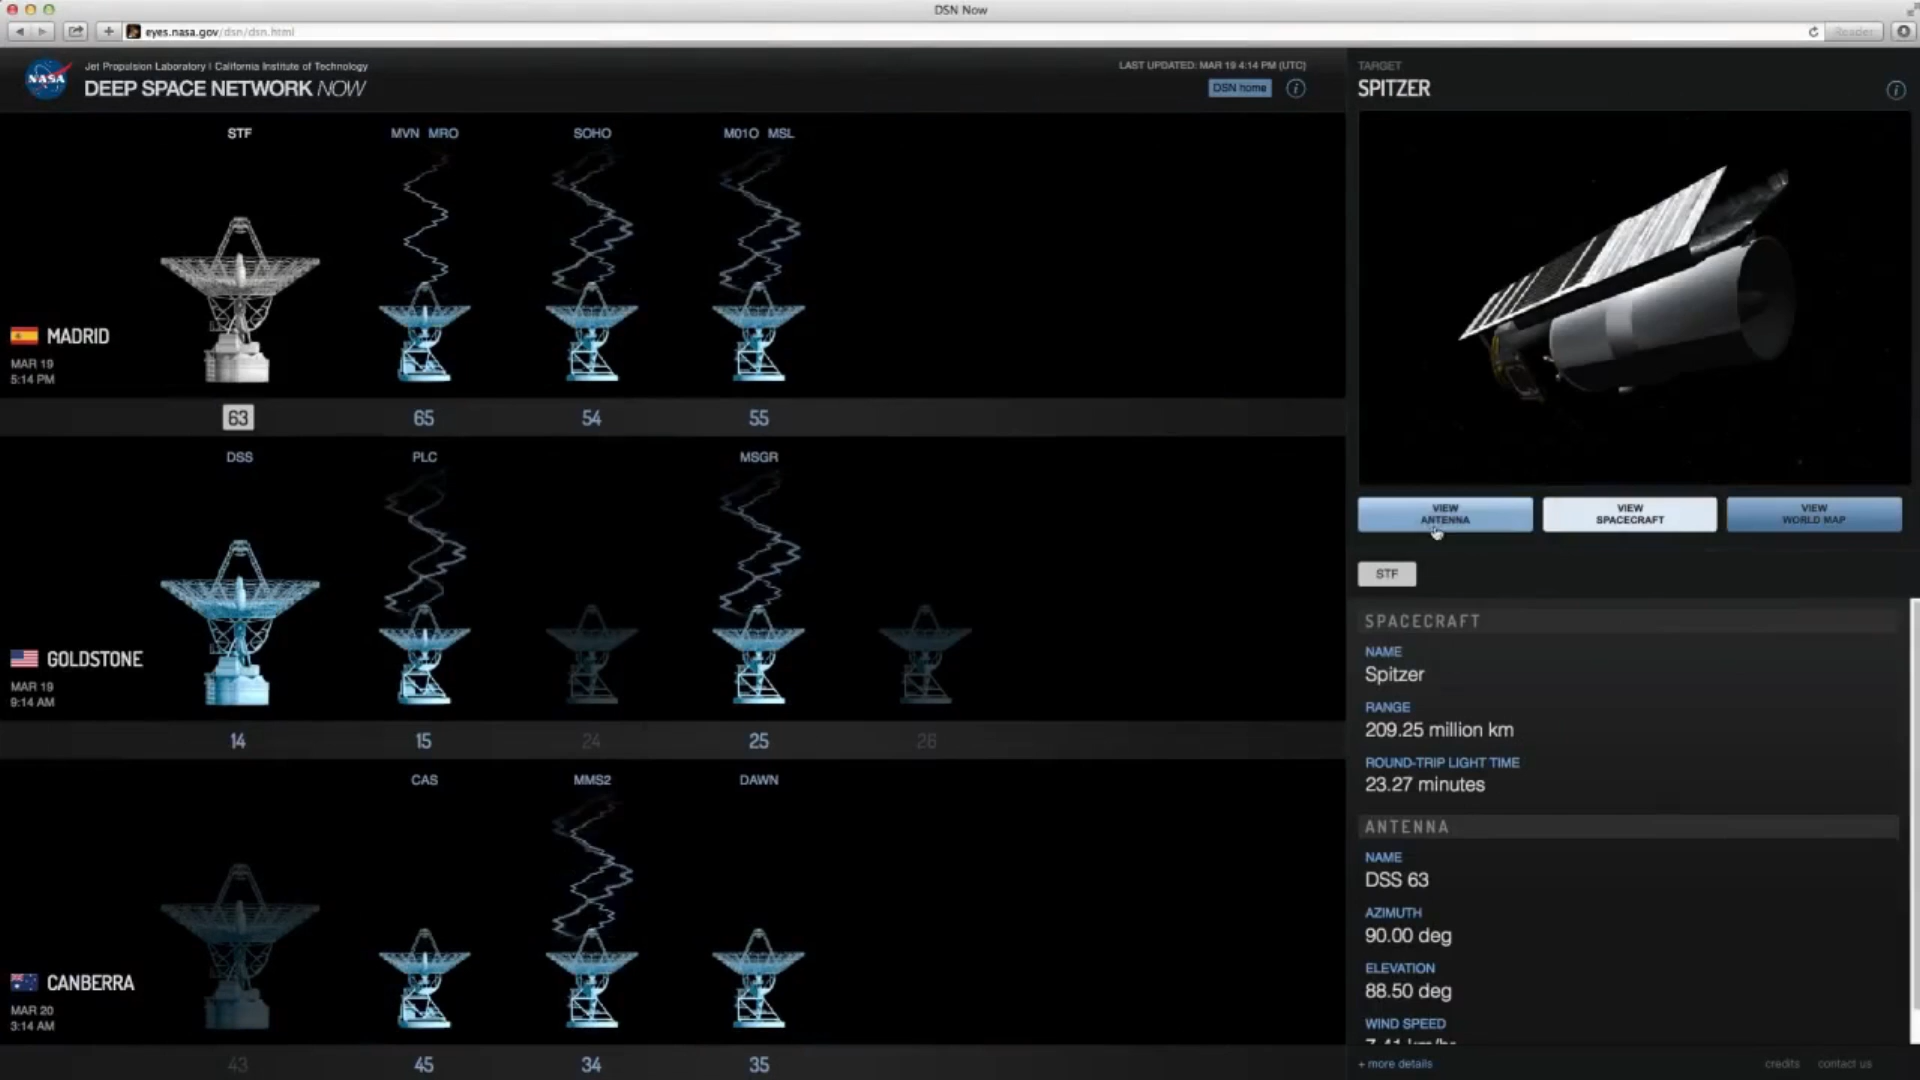 DSN Now
eyes.nasa.gov/dsn/dsn.html
Reader
NASA
Jet Propulsion Laboratory | California Institute of Technology
DEEP SPACE NETWORK NOW
LAST UPDATED: MAR 19 4:14 PM (UTC)
DSN home
i
TARGET
SPITZER
i
STF
MVN MRO
SOHO
M01O MSL
MADRID
MAR 19
5:14 PM
63
65
54
55
DSS
PLC
MSGR
GOLDSTONE
MAR 19
9:14 AM
14
15
24
25
26
CAS
MMS2
DAWN
CANBERRA
MAR 20
3:14 AM
43
45
34
35
VIEW
ANTENNA
VIEW
SPACECRAFT
VIEW
WORLD MAP
STF
SPACECRAFT
NAME
Spitzer
RANGE
209.25 million km
ROUND-TRIP LIGHT TIME
23.27 minutes
ANTENNA
NAME
DSS 63
AZIMUTH
90.00 deg
ELEVATION
88.50 deg
WIND SPEED
+ more details
credits
contact us